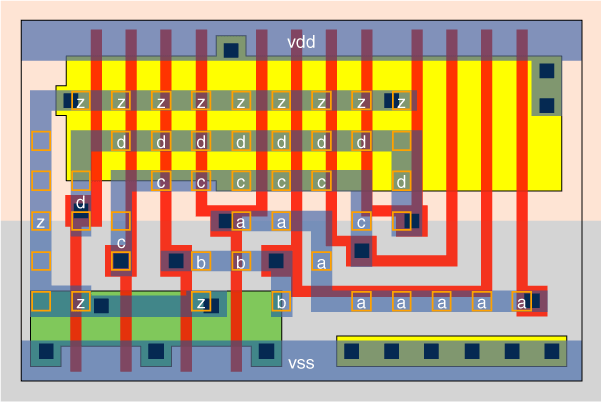 vdd
z z z z z z z z z
d d d d d d d
c c c c c d
d
z a a c
c
b b a
z z b a a a a a
vss